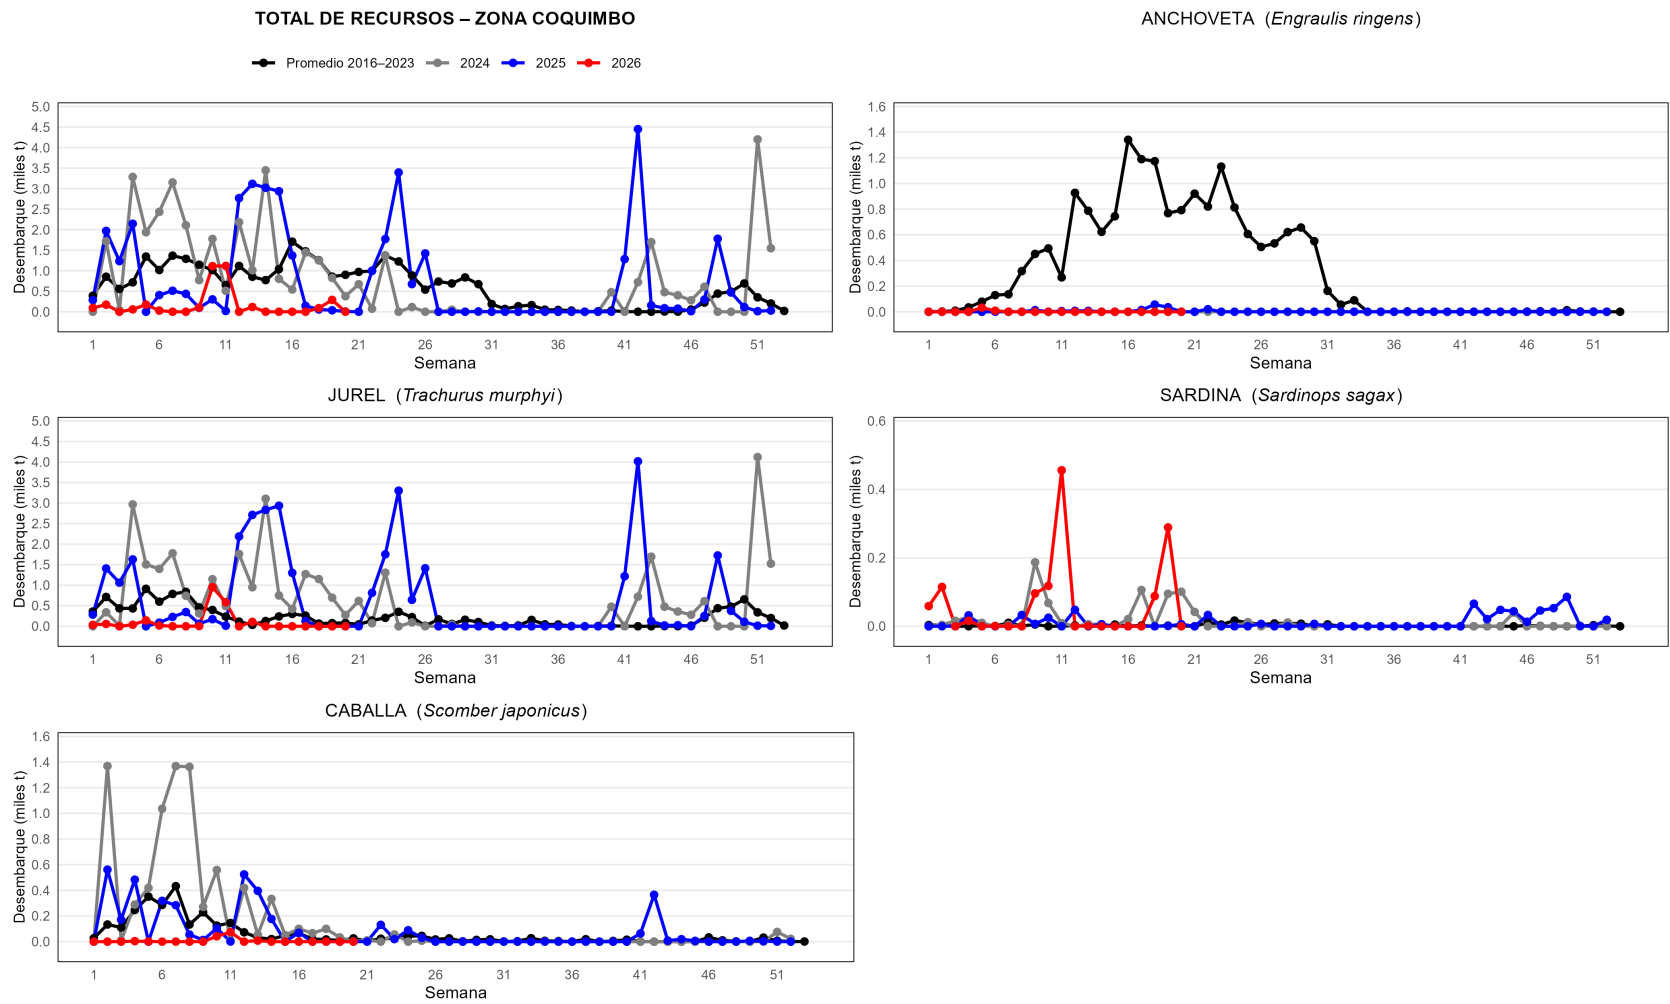 TOTAL DE RECURSOS – ZONA COQUIMBO
Promedio 2016–2023 2024 2025 2026
5.0
4.5
4.0
3.5
3.0
2.5
2.0
1.5
1.0
0.5
0.0
Desembarque (miles t)
1 6 11 16 21 26 31 36 41 46 51
Semana
ANCHOVETA (Engraulis ringens)
1.6
1.4
1.2
1.0
0.8
0.6
0.4
0.2
0.0
Desembarque (miles t)
1 6 11 16 21 26 31 36 41 46 51
Semana
JUREL (Trachurus murphyi)
5.0
4.5
4.0
3.5
3.0
2.5
2.0
1.5
1.0
0.5
0.0
Desembarque (miles t)
1 6 11 16 21 26 31 36 41 46 51
Semana
SARDINA (Sardinops sagax)
0.6
0.4
0.2
0.0
Desembarque (miles t)
1 6 11 16 21 26 31 36 41 46 51
Semana
CABALLA (Scomber japonicus)
1.6
1.4
1.2
1.0
0.8
0.6
0.4
0.2
0.0
Desembarque (miles t)
1 6 11 16 21 26 31 36 41 46 51
Semana